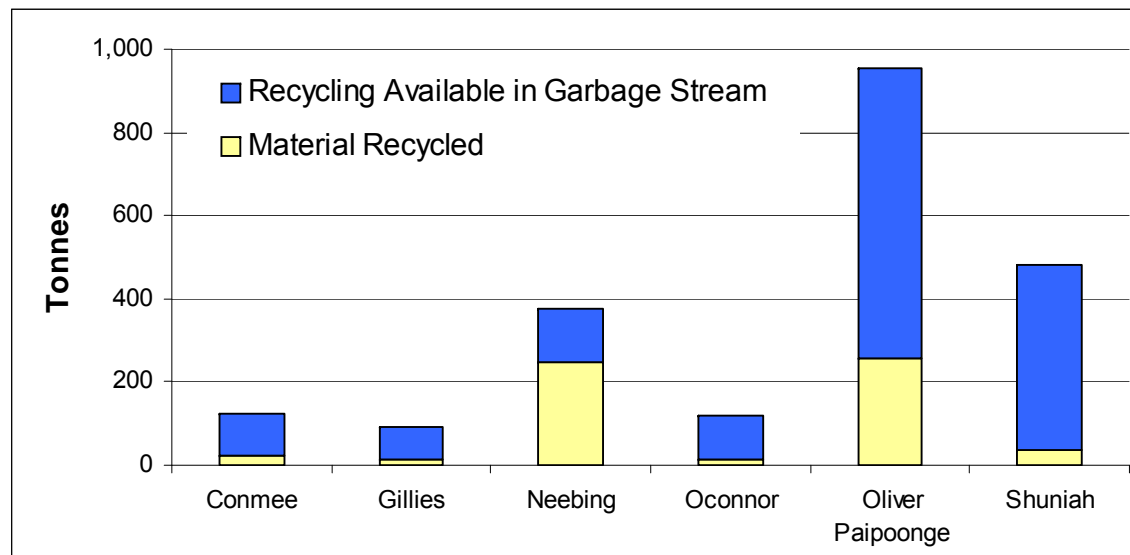 1,000
Recycling Available in Garbage Stream
800
Material Recycled
600
Tonnes
400
200
0
Conmee
Gillies
Neebing
Oconnor
Oliver
Paipoonge
Shuniah